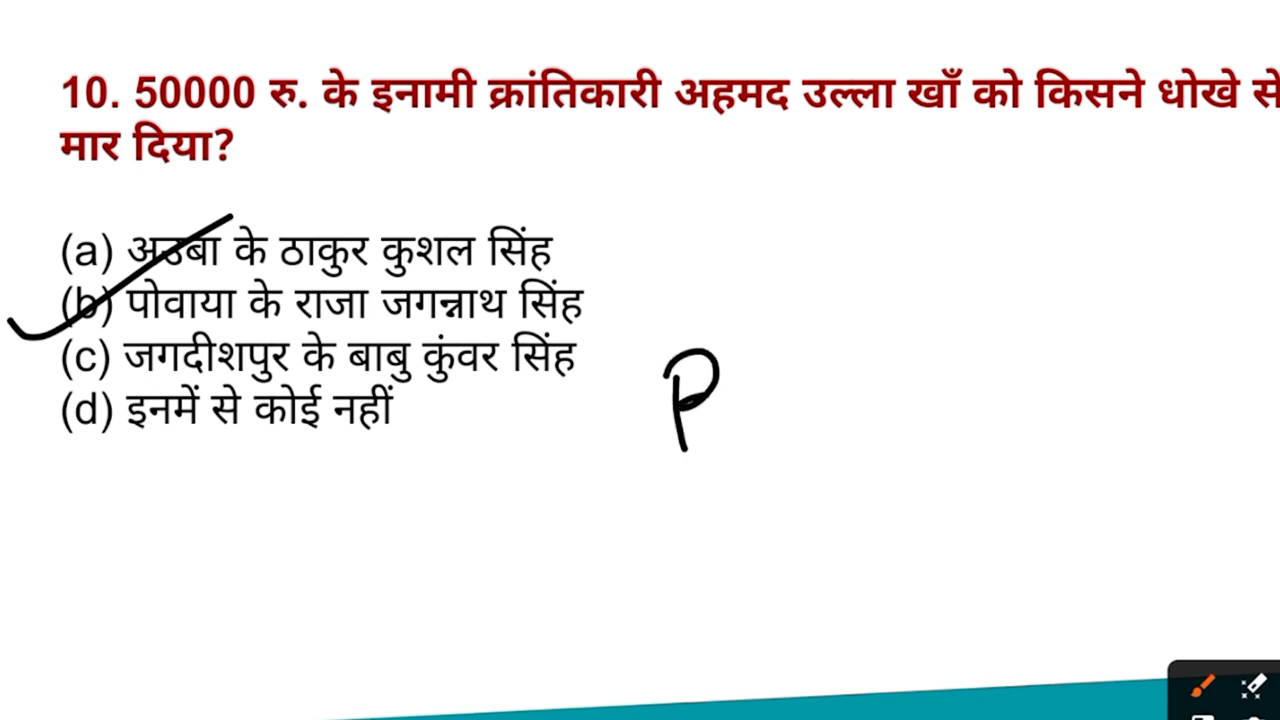 10. 50000 रु. के इनामी क्रांतिकारी अहमद उल्ला खाँ को किसने धोखे से
मार दिया?
(a) अउबा के ठाकुर कुशल सिंह
(b) पोवाया के राजा जगन्नाथ सिंह
(c) जगदीशपुर के बाबु कुंवर सिंह
(d) इनमें से कोई नहीं
P